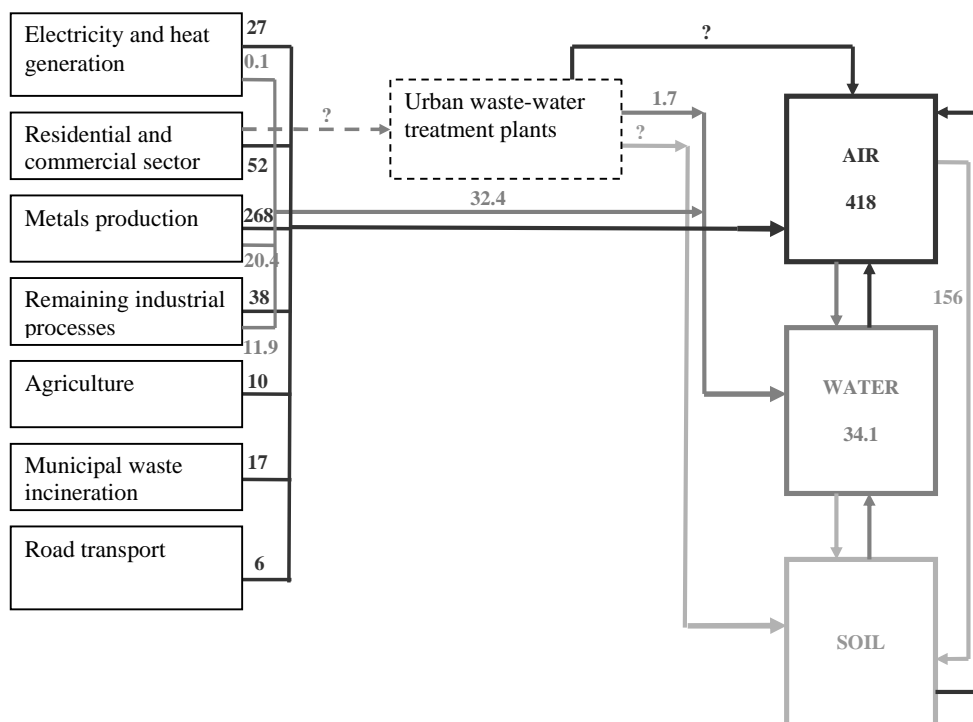 Electricity and heat
generation
27
0.1
Residential and
commercial sector
?
52
Metals production
268
20.4
Remaining industrial
processes
38
11.9
Agriculture
10
Municipal waste
incineration
17
Road transport
6
Urban waste-water
treatment plants
?
1.7
?
32.4
AIR
418
156
WATER
34.1
SOIL